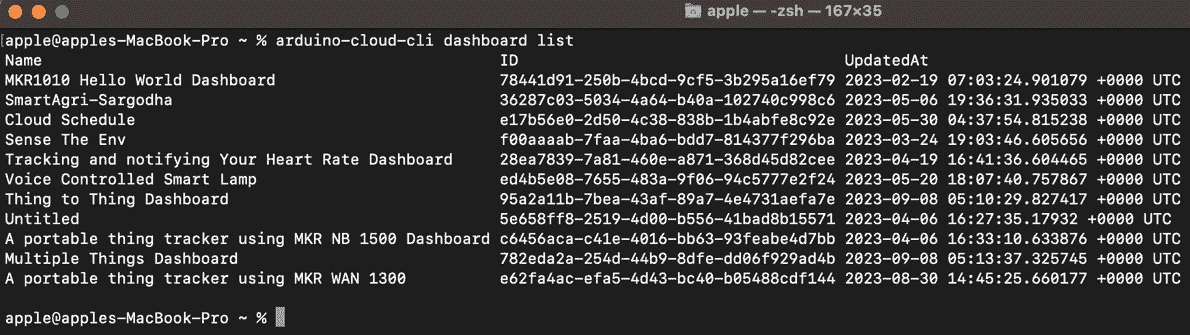 apple — -zsh — 167×35
apple@apples-MacBook-Pro ~ % arduino-cloud-cli dashboard list
Name ID UpdatedAt
MKR1010 Hello World Dashboard 78441d91-250b-4bcd-9cf5-3b295a16ef79 2023-02-19 07:03:24.901079 +0000 UTC
SmartAgri-Sargodha 36287c03-5034-4a64-b40a-102740c998c6 2023-05-06 19:36:31.935033 +0000 UTC
Cloud Schedule e17b56e0-2d50-4c38-838b-1b4abfe8c92e 2023-05-30 04:37:54.815238 +0000 UTC
Sense The Env f00aaaab-7faa-4ba6-bdd7-814377f296ba 2023-03-24 19:03:46.605656 +0000 UTC
Tracking and notifying Your Heart Rate Dashboard 28ea7839-7a81-460e-a871-368d45d82cee 2023-04-19 16:41:36.604465 +0000 UTC
Voice Controlled Smart Lamp ed4b5e08-7655-483a-9f06-94c5777e2f24 2023-05-20 18:07:40.757867 +0000 UTC
Thing to Thing Dashboard 95a2a11b-7bea-43af-89a7-4e4731aefa7e 2023-09-08 05:10:29.827417 +0000 UTC
Untitled 5e658ff8-2519-4d00-b556-41bad8b15571 2023-04-06 16:27:35.17932 +0000 UTC
A portable thing tracker using MKR NB 1500 Dashboard c6456aca-c41e-4016-bb63-93feabe4d7bb 2023-04-06 16:33:10.633876 +0000 UTC
Multiple Things Dashboard 782eda2a-254d-44b9-8dfe-dd06f929ad4b 2023-09-08 05:13:37.325745 +0000 UTC
A portable thing tracker using MKR WAN 1300 e62fa4ac-efa5-4d43-bc40-b05488cdf144 2023-08-30 14:45:25.660177 +0000 UTC
apple@apples-MacBook-Pro ~ %